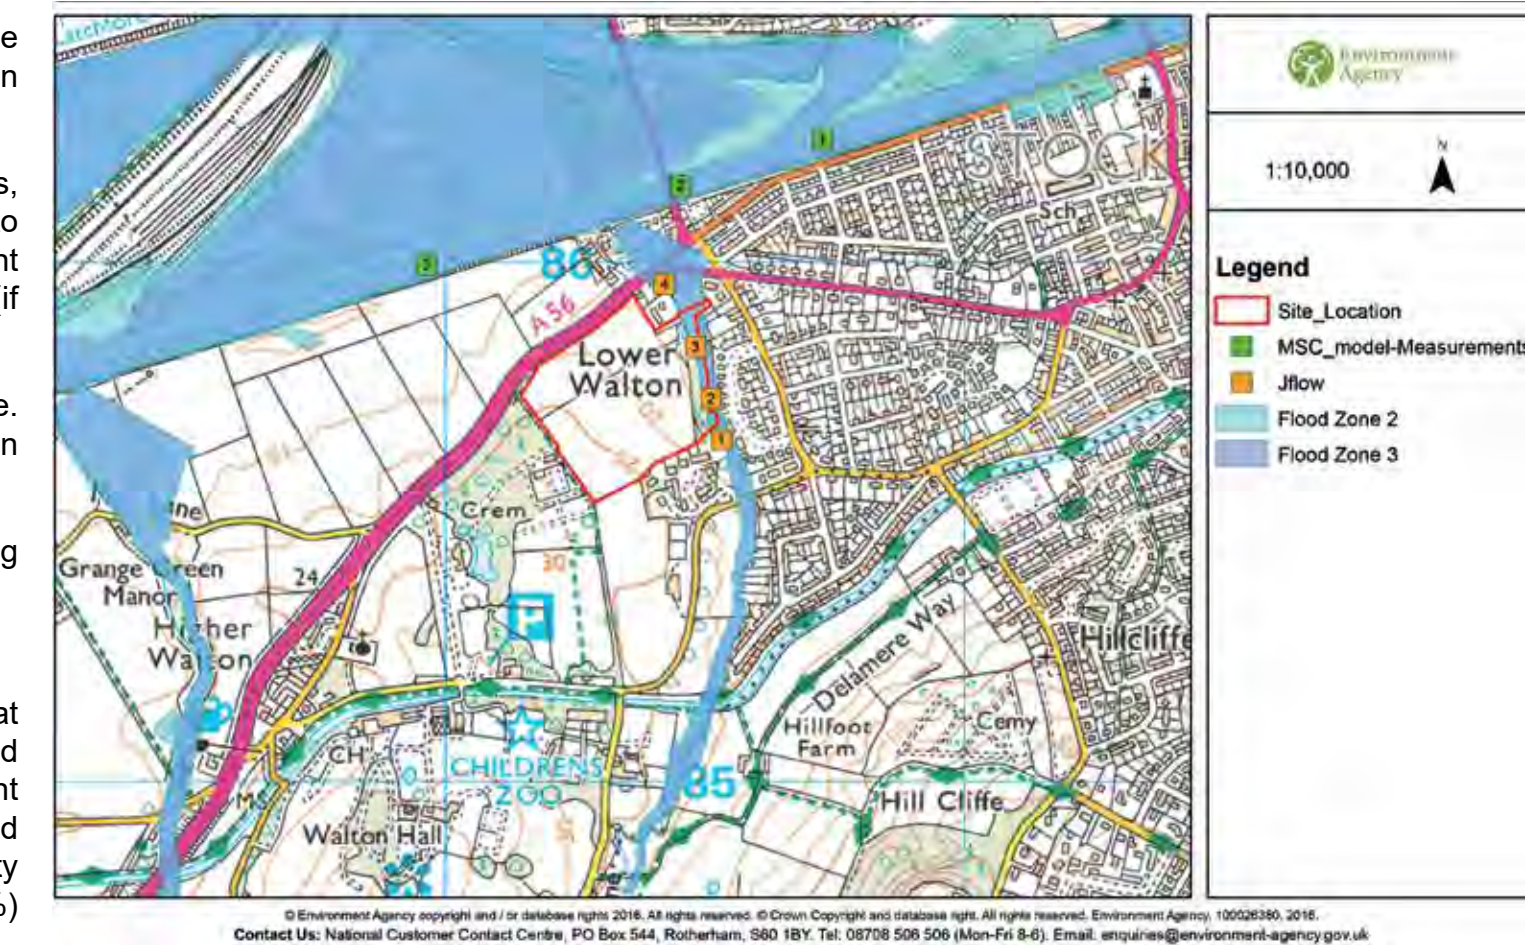 e
n
s,
o
nt
if
e.
n
g
at
d
nt
d
ty
%)
STOCK
Sch
1
2
3
86
4
A 56
Lower
Walton
3
2
1
Crem
30
P
24
Grange Green
Manor
Higher
Walton
Delamere Way
Hillcliffe
Hillfoot
Farm
Cemy
CH
CHILDRENS
ZOO
85
MS
Walton Hall
Hill Cliffe
Environment
Agency
1:10,000
N
Legend
Site_Location
MSC_model-Measurements
Jflow
Flood Zone 2
Flood Zone 3
© Environment Agency copyright and / or database rights 2016. All rights reserved. © Crown Copyright and database right. All rights reserved. Environment Agency, 100026380, 2016.
Contact Us: National Customer Contact Centre, PO Box 544, Rotherham, S60 1BY. Tel: 08708 506 506 (Mon-Fri 8-6). Email: enquiries@environment-agency.gov.uk